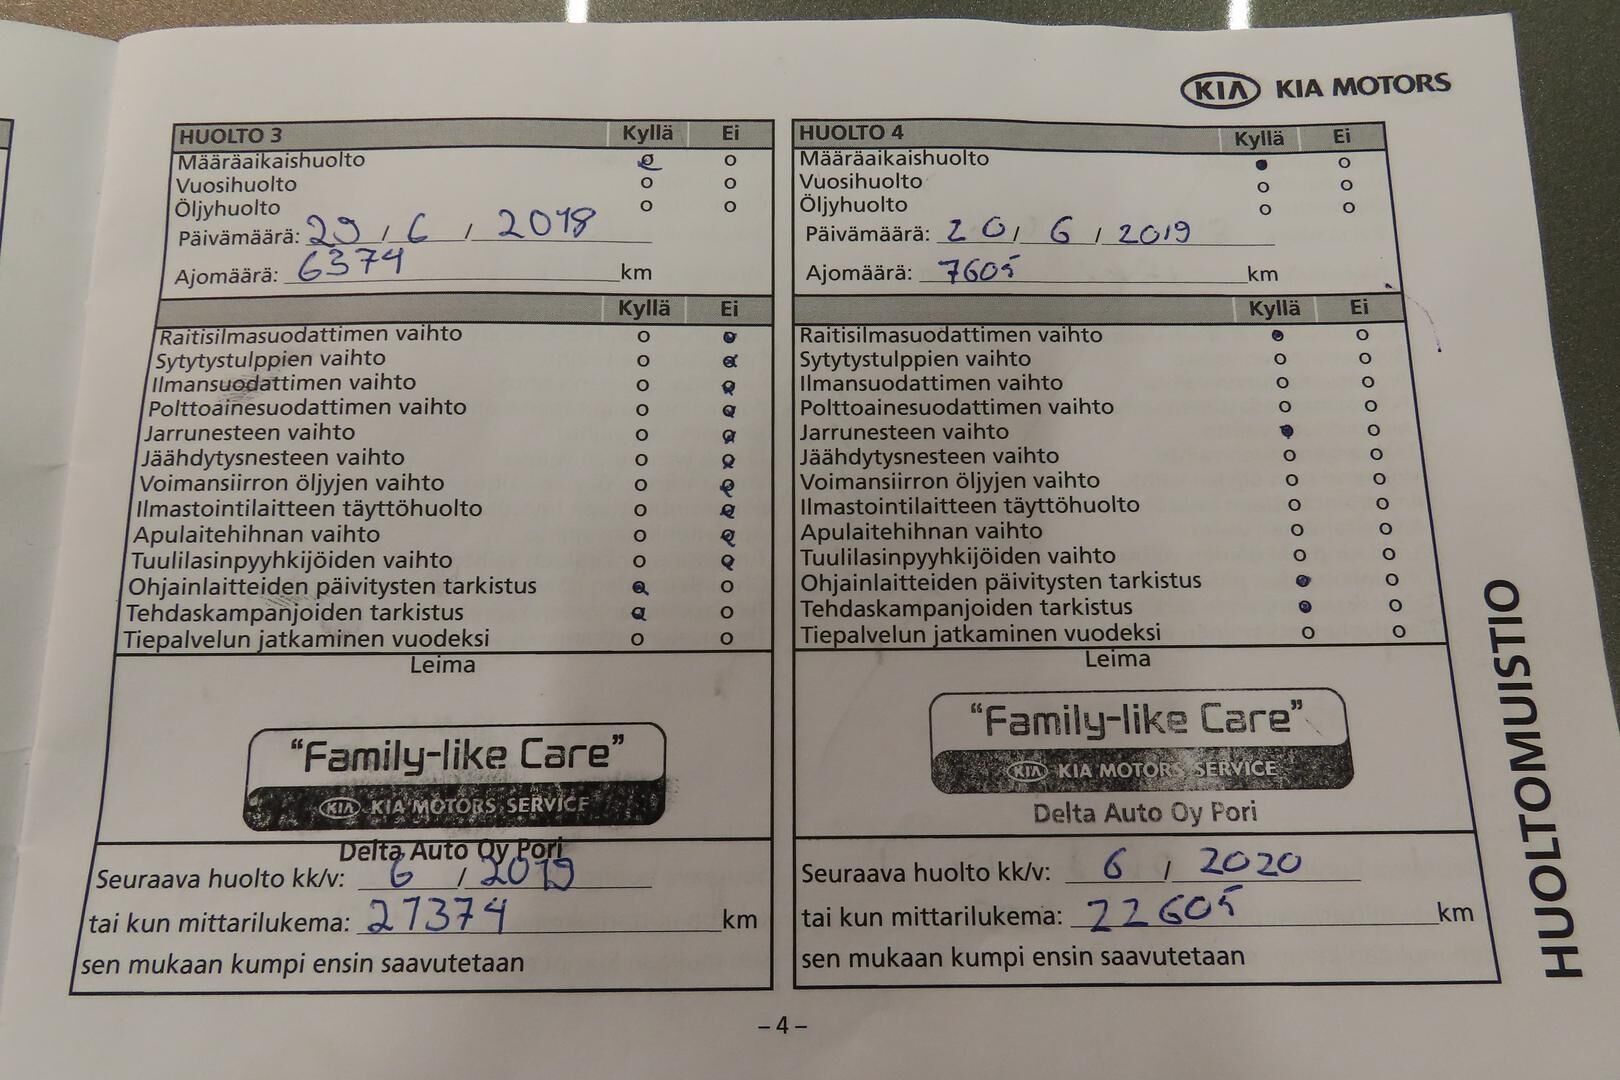 KIA KIA MOTORS
HUOLTO 3 Kyllä Ei
Määräaikaishuolto o o
Vuosihuolto o o
Öljyhuolto o o
Päivämäärä: 29 / 6 / 2018
Ajomäärä: 6374 km
Kyllä Ei
Raitisilmasuodattimen vaihto o o
Sytytystulppien vaihto o o
Ilmansuodattimen vaihto o o
Polttoainesuodattimen vaihto o o
Jarrunesteen vaihto o o
Jäähdytysnesteen vaihto o o
Voimansiirron öljyjen vaihto o o
Ilmastointilaitteen täyttöhuolto o o
Apulaitehihnan vaihto o o
Tuulilasinpyyhkijöiden vaihto o o
Ohjainlaitteiden päivitysten tarkistus o o
Tehdaskampanjoiden tarkistus o o
Tiepalvelun jatkaminen vuodeksi o o
Leima
"Family-like Care"
KIA KIA MOTORS SERVICE
Delta Auto Oy Pori
Seuraava huolto kk/v: 6 / 2019
tai kun mittarilukema: 21374 km
sen mukaan kumpi ensin saavutetaan
HUOLTO 4 Kyllä Ei
Määräaikaishuolto o o
Vuosihuolto o o
Öljyhuolto o o
Päivämäärä: 20 / 6 / 2019
Ajomäärä: 7605 km
Kyllä Ei
Raitisilmasuodattimen vaihto o o
Sytytystulppien vaihto o o
Ilmansuodattimen vaihto o o
Polttoainesuodattimen vaihto o o
Jarrunesteen vaihto o o
Jäähdytysnesteen vaihto o o
Voimansiirron öljyjen vaihto o o
Ilmastointilaitteen täyttöhuolto o o
Apulaitehihnan vaihto o o
Tuulilasinpyyhkijöiden vaihto o o
Ohjainlaitteiden päivitysten tarkistus o o
Tehdaskampanjoiden tarkistus o o
Tiepalvelun jatkaminen vuodeksi o o
Leima
"Family-like Care"
KIA KIA MOTORS SERVICE
Delta Auto Oy Pori
Seuraava huolto kk/v: 6 / 2020
tai kun mittarilukema: 22605 km
sen mukaan kumpi ensin saavutetaan
HUOLTOMUISTIO
– 4 –